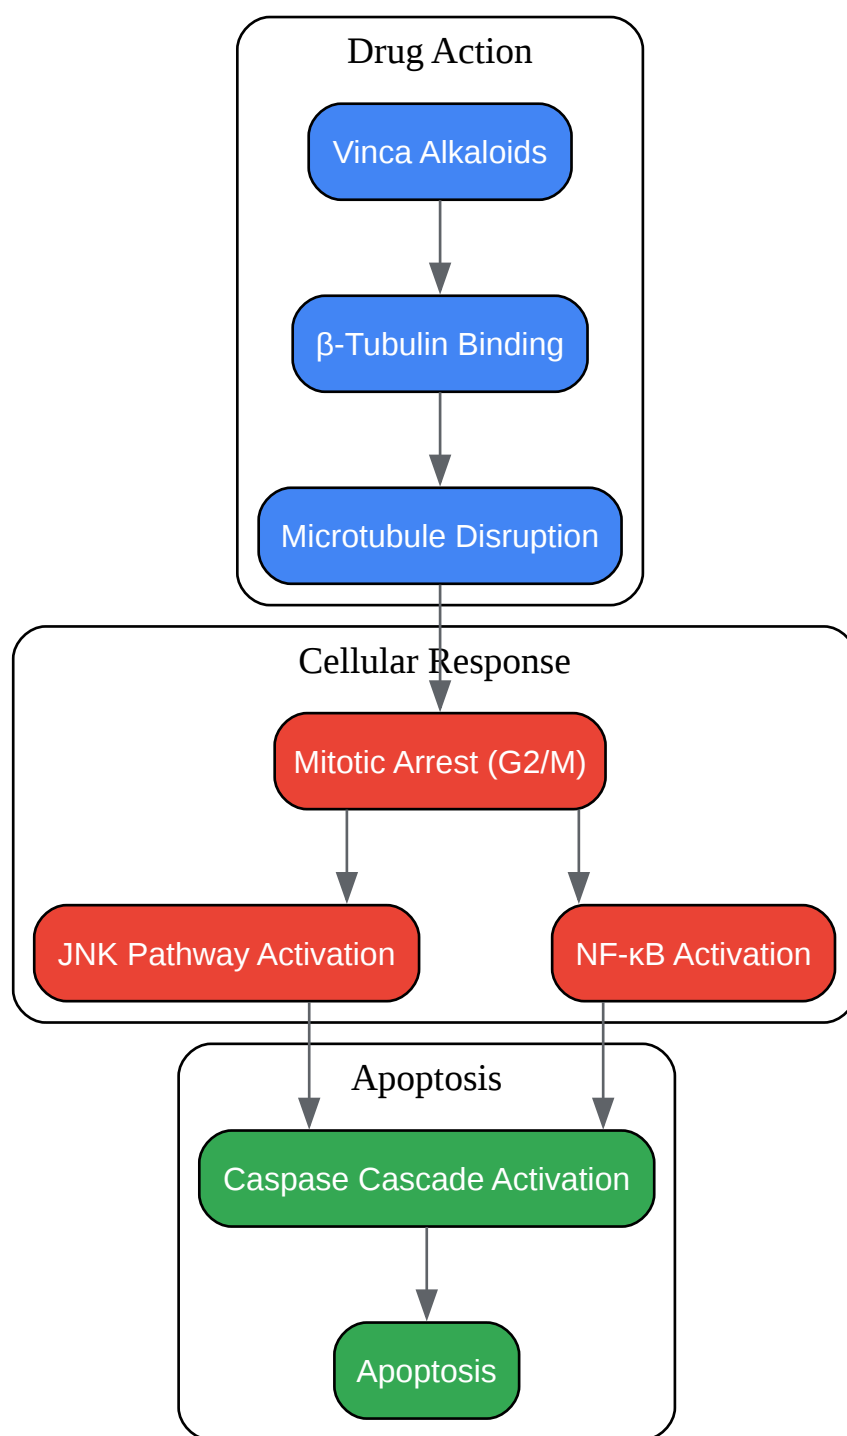 Drug Action
Vinca Alkaloids
β-Tubulin Binding
Microtubule Disruption
Cellular Response
Mitotic Arrest (G2/M)
JNK Pathway Activation
NF-κB Activation
Apoptosis
Caspase Cascade Activation
Apoptosis